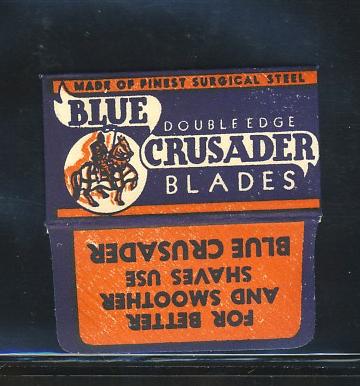 MADE OF FINEST SURGICAL STEEL
BLUE
DOUBLE EDGE
CRUSADER
BLADES
FOR BETTER
AND SMOOTHER
SHAVES USE
BLUE CRUSADER